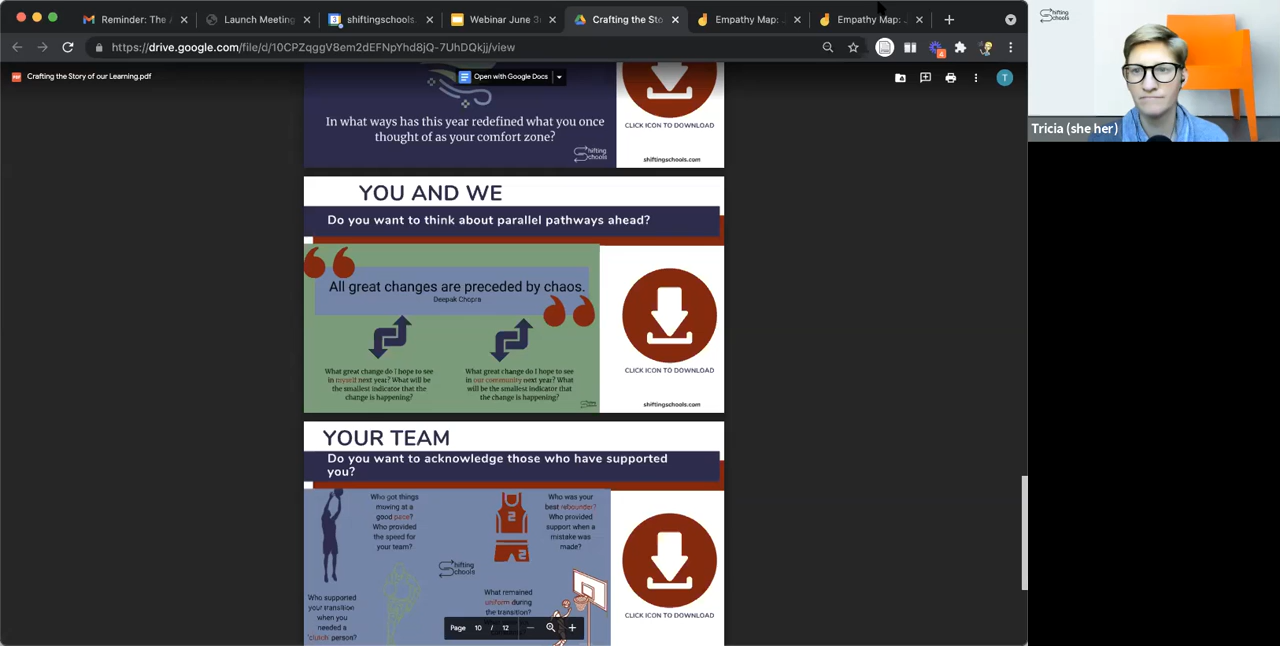 Reminder: The A
Launch Meeting
shiftingschools.
Webinar June 3
Crafting the Sto
Empathy Map:
Empathy Map:
https://drive.google.com/file/d/10CPZqggV8em2dEFNpYhd8jQ-7UhDQkjj/view
4
Crafting the Story of our Learning.pdf
Open with Google Docs
T
In what ways has this year redefined what you once
thought of as your comfort zone?
hifting
schools
CLICK ICON TO DOWNLOAD
shiftingschools.com
YOU AND WE
Do you want to think about parallel pathways ahead?
All great changes are preceded by chaos.
Deepak Chopra
What great change do I hope to see
in myself next year? What will be
the smallest indicator that the
change is happening?
What great change do I hope to see
in our community next year? What
will be the smallest indicator that
the change is happening?
CLICK ICON TO DOWNLOAD
shiftingschools.com
YOUR TEAM
Do you want to acknowledge those who have supported
you?
Who got things
moving at a
good pace?
Who provided
the speed for
your team?
2
2
Who was your
best rebounder?
Who provided
support when a
mistake was
made?
hifting
schools
Who supported
your transition
when you
needed a
'clutch' person?
What remained
uniform during
the transition?
CLICK ICON TO DOWNLOAD
Page 10 / 12
hifting
schools
Tricia (she her)